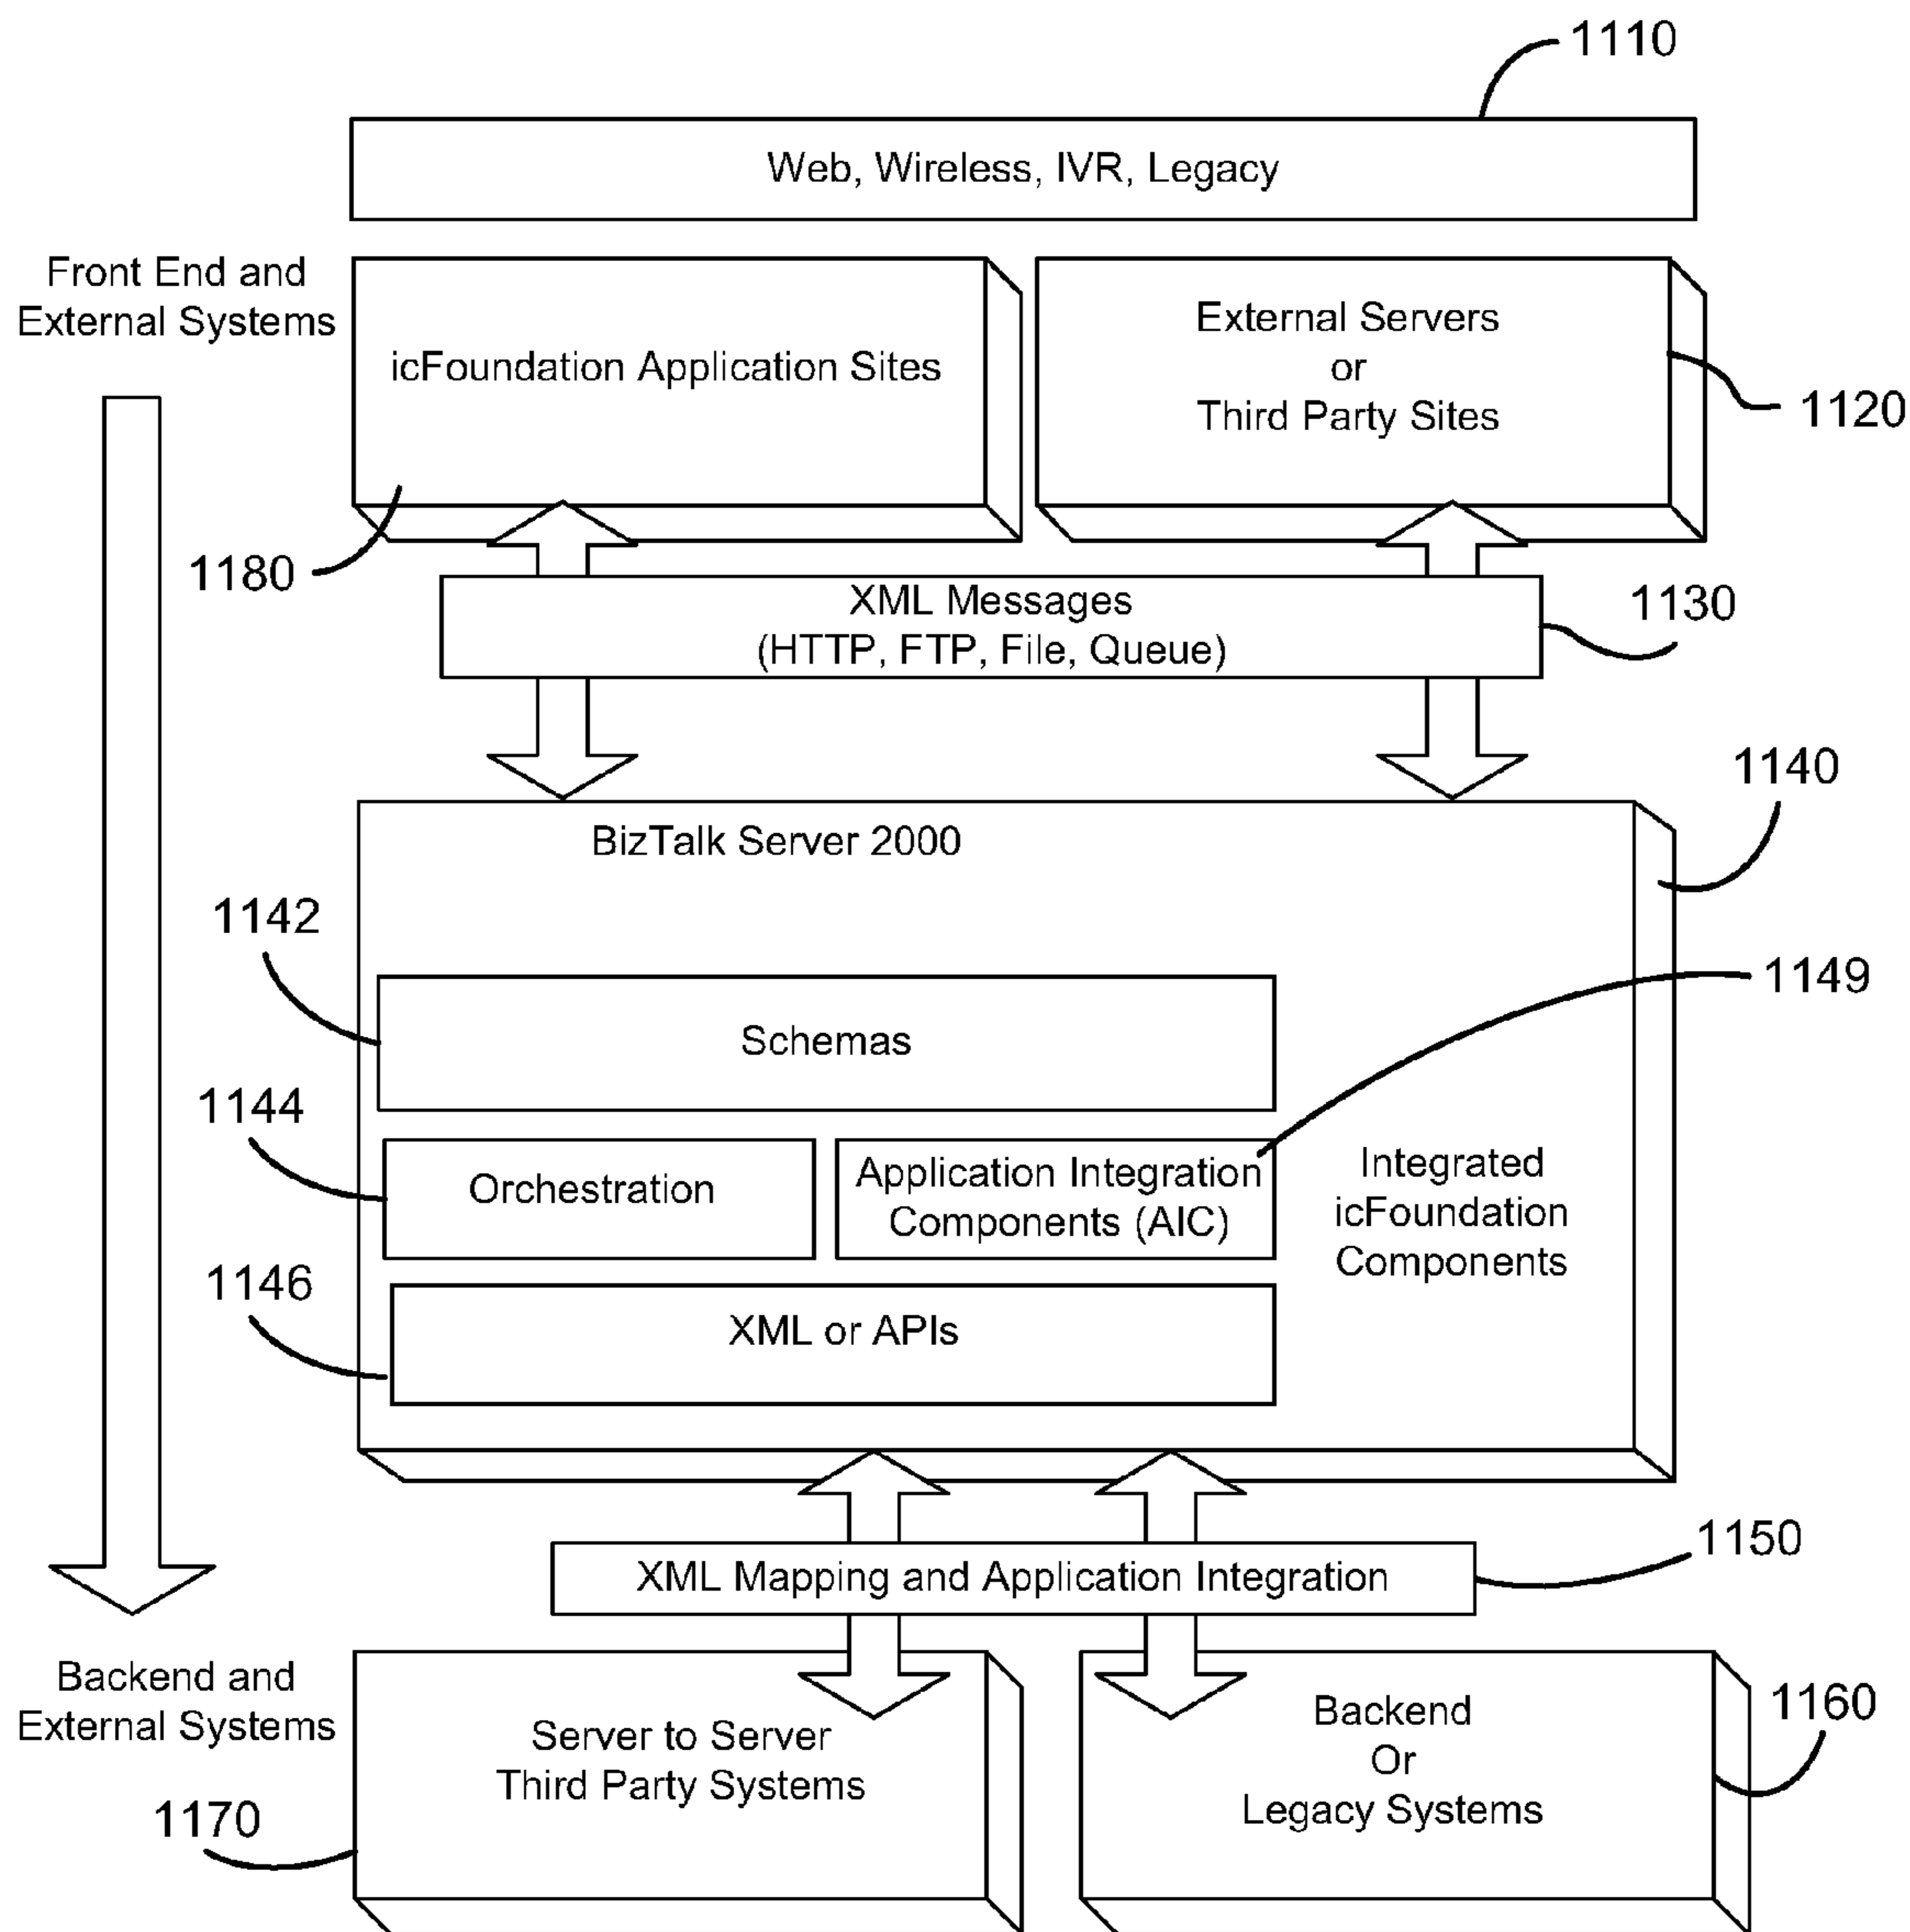 1110
Web, Wireless, IVR, Legacy
Front End and
External Systems
icFoundation Application Sites
External Servers
or
Third Party Sites
1120
1180
XML Messages
(HTTP, FTP, File, Queue)
1130
1140
BizTalk Server 2000
1142
Schemas
1149
1144
Orchestration
Application Integration
Components (AIC)
Integrated
icFoundation
Components
1146
XML or APIs
1150
XML Mapping and Application Integration
Backend and
External Systems
Server to Server
Third Party Systems
Backend
Or
Legacy Systems
1160
1170